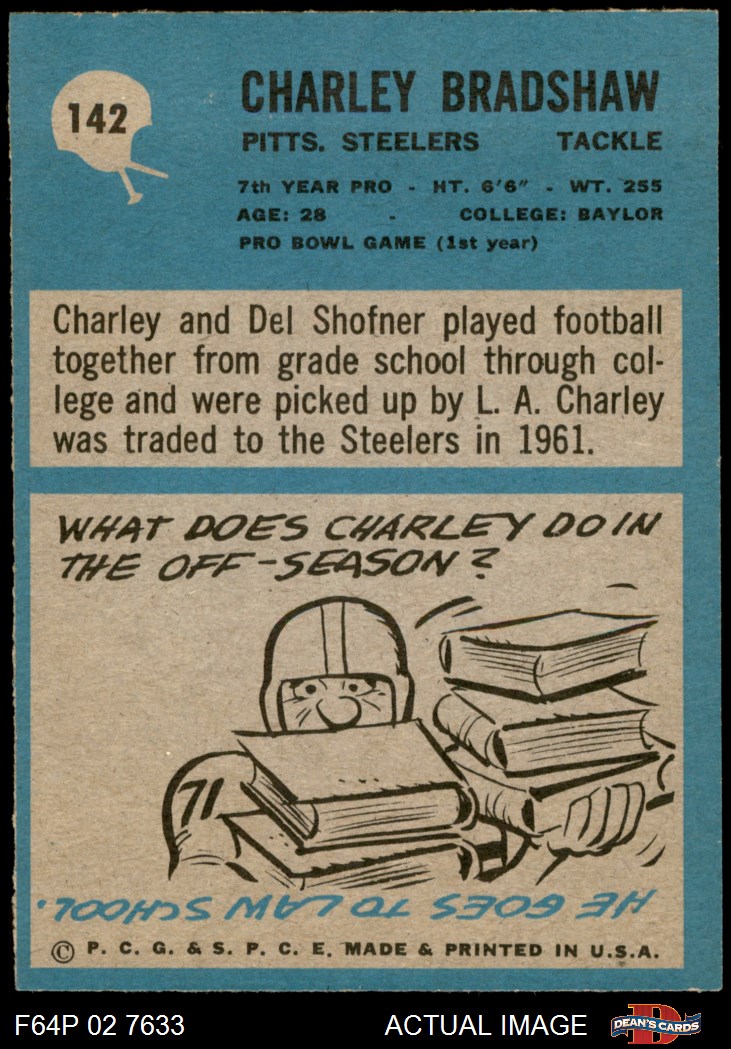 142
CHARLEY BRADSHAW
PITTS. STEELERS TACKLE
7th YEAR PRO - HT. 6'6" - WT. 255
AGE: 28 - COLLEGE: BAYLOR
PRO BOWL GAME (1st year)
Charley and Del Shofner played football
together from grade school through col-
lege and were picked up by L. A. Charley
was traded to the Steelers in 1961.
WHAT DOES CHARLEY DO IN
THE OFF-SEASON?
71
HE GOES TO LAW SCHOOL.
© P. C. G. & S. P. C. E. MADE & PRINTED IN U.S.A.
F64P 02 7633 ACTUAL IMAGE
D
DEAN'S CARDS